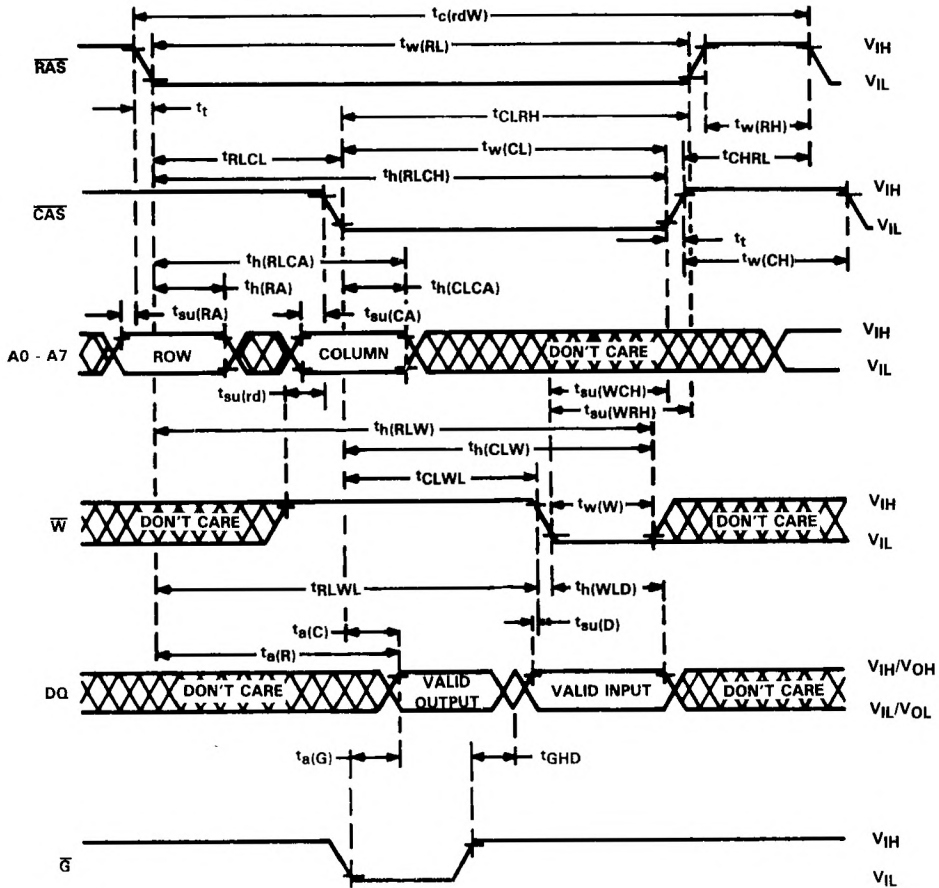 tc(rdW)
tw(RL)
RAS
VIH
VIL
tt
tCLRH
tw(RH)
tRLCL
tw(CL)
tCHRL
th(RLCH)
CAS
VIH
VIL
tt
th(RLCA)
tw(CH)
th(RA)
th(CLCA)
tsu(RA)
tsu(CA)
A0 - A7
ROW
COLUMN
DON'T CARE
VIH
VIL
tsu(rd)
tsu(WCH)
tsu(WRH)
th(RLW)
th(CLW)
tCLWL
tw(W)
W
DON'T CARE
DON'T CARE
VIH
VIL
tRLWL
th(WLD)
ta(C)
tsu(D)
ta(R)
DQ
DON'T CARE
VALID OUTPUT
VALID INPUT
DON'T CARE
VIH/VOH
VIL/VOL
ta(G)
tGHD
G
VIH
VIL